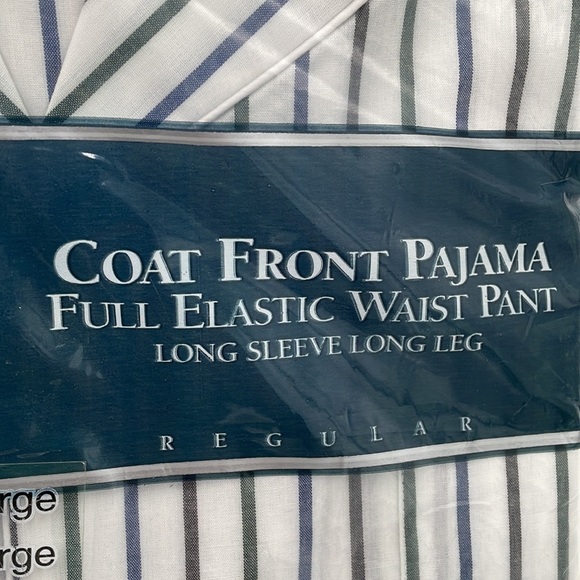 COAT FRONT PAJAMA
FULL ELASTIC WAIST PANT
LONG SLEEVE LONG LEG
REGULAR
rge
rge